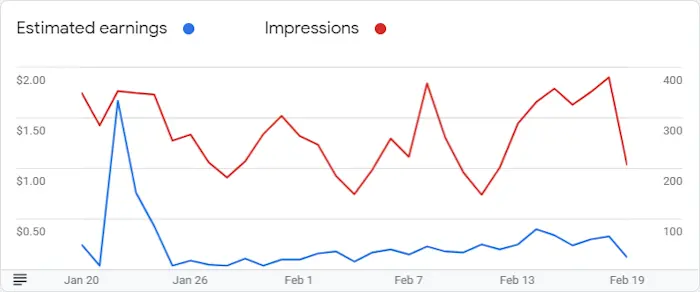 Estimated earnings Impressions
$2.00 400
$1.50 300
$1.00 200
$0.50 100
Jan 20 Jan 26 Feb 1 Feb 7 Feb 13 Feb 19